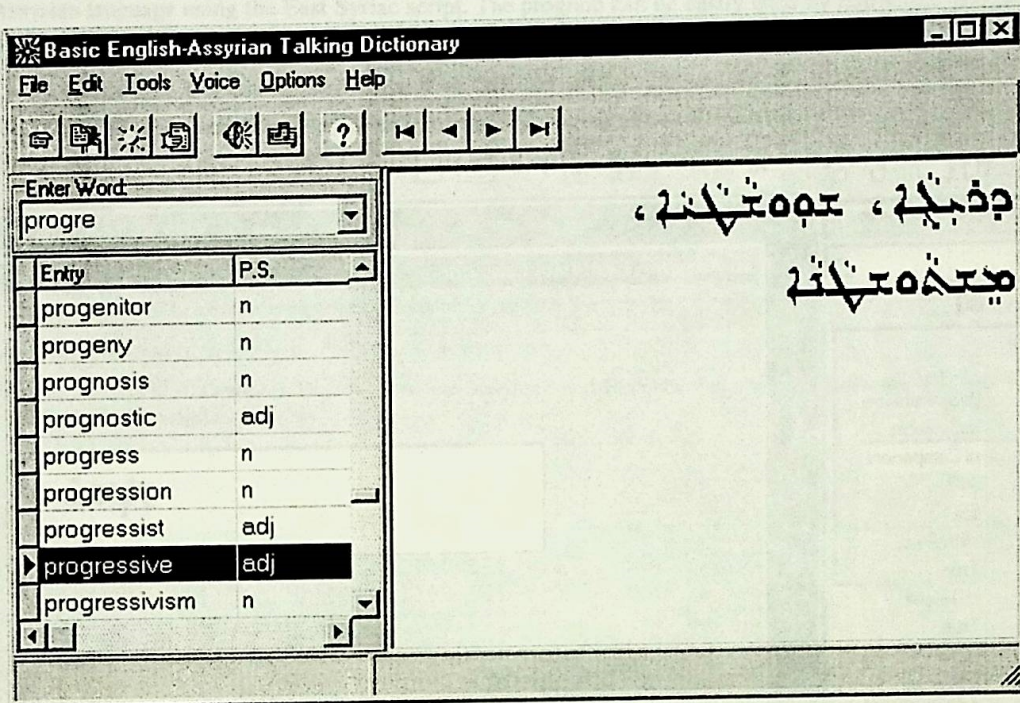 Basic English-Assyrian Talking Dictionary
File Edit Tools Voice Options Help
Enter Word:
progre
Entry P.S.
progenitor n
progeny n
prognosis n
prognostic adj
progress n
progression n
progressist adj
progressive adj
progressivism n